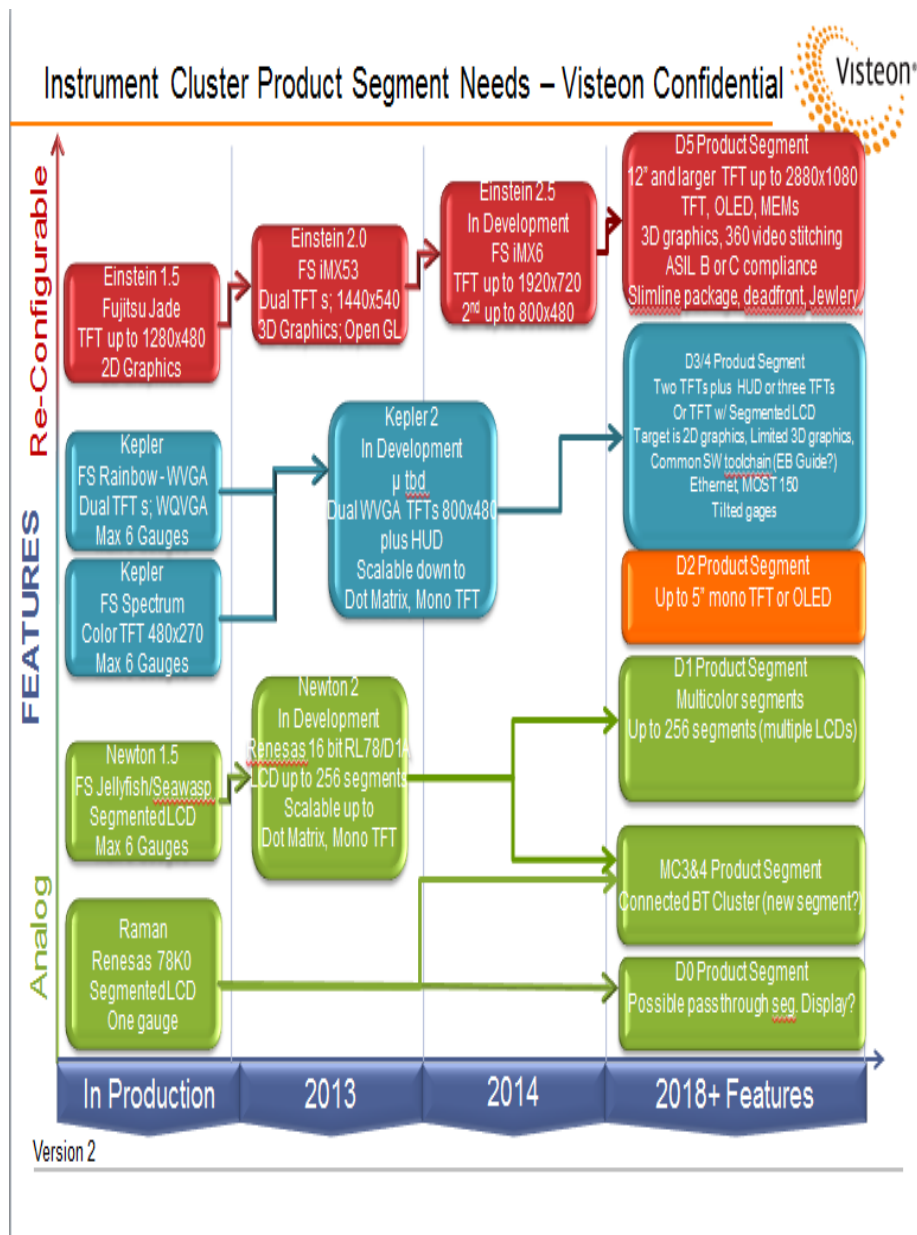 Instrument Cluster Product Segment Needs – Visteon Confidential
Visteon®
Re-Configurable
FEATURES
Analog
Einstein 1.5
Fujitsu Jade
TFT up to 1280x480
2D Graphics
Einstein 2.0
FS iMX53
Dual TFT s; 1440x540
3D Graphics; Open GL
Einstein 2.5
In Development
FS iMX6
TFT up to 1920x720
2nd up to 800x480
D5 Product Segment
12" and larger TFT up to 2880x1080
TFT, OLED, MEMs
3D graphics, 360 video stitching
ASIL B or C compliance
Slimline package, deadfront, Jewlery
Kepler
FS Rainbow - WVGA
Dual TFT s; WQVGA
Max 6 Gauges
Kepler
FS Spectrum
Color TFT 480x270
Max 6 Gauges
Kepler 2
In Development
µ tbd
Dual WVGA TFTs 800x480
plus HUD
Scalable down to
Dot Matrix, Mono TFT
D3/4 Product Segment
Two TFTs plus HUD or three TFTs
Or TFT w/ Segmented LCD
Target is 2D graphics, Limited 3D graphics,
Common SW toolchain (EB Guide?)
Ethernet, MOST 150
Tilted gages
D2 Product Segment
Up to 5" mono TFT or OLED
Newton 1.5
FS Jellyfish/Seawasp
Segmented LCD
Max 6 Gauges
Newton 2
In Development
Renesas 16 bit RL78/D1A
LCD up to 256 segments
Scalable up to
Dot Matrix, Mono TFT
D1 Product Segment
Multicolor segments
Up to 256 segments (multiple LCDs)
MC3&4 Product Segment
Connected BT Cluster (new segment?)
Raman
Renesas 78K0
Segmented LCD
One gauge
D0 Product Segment
Possible pass through seg. Display?
In Production
2013
2014
2018+ Features
Version 2